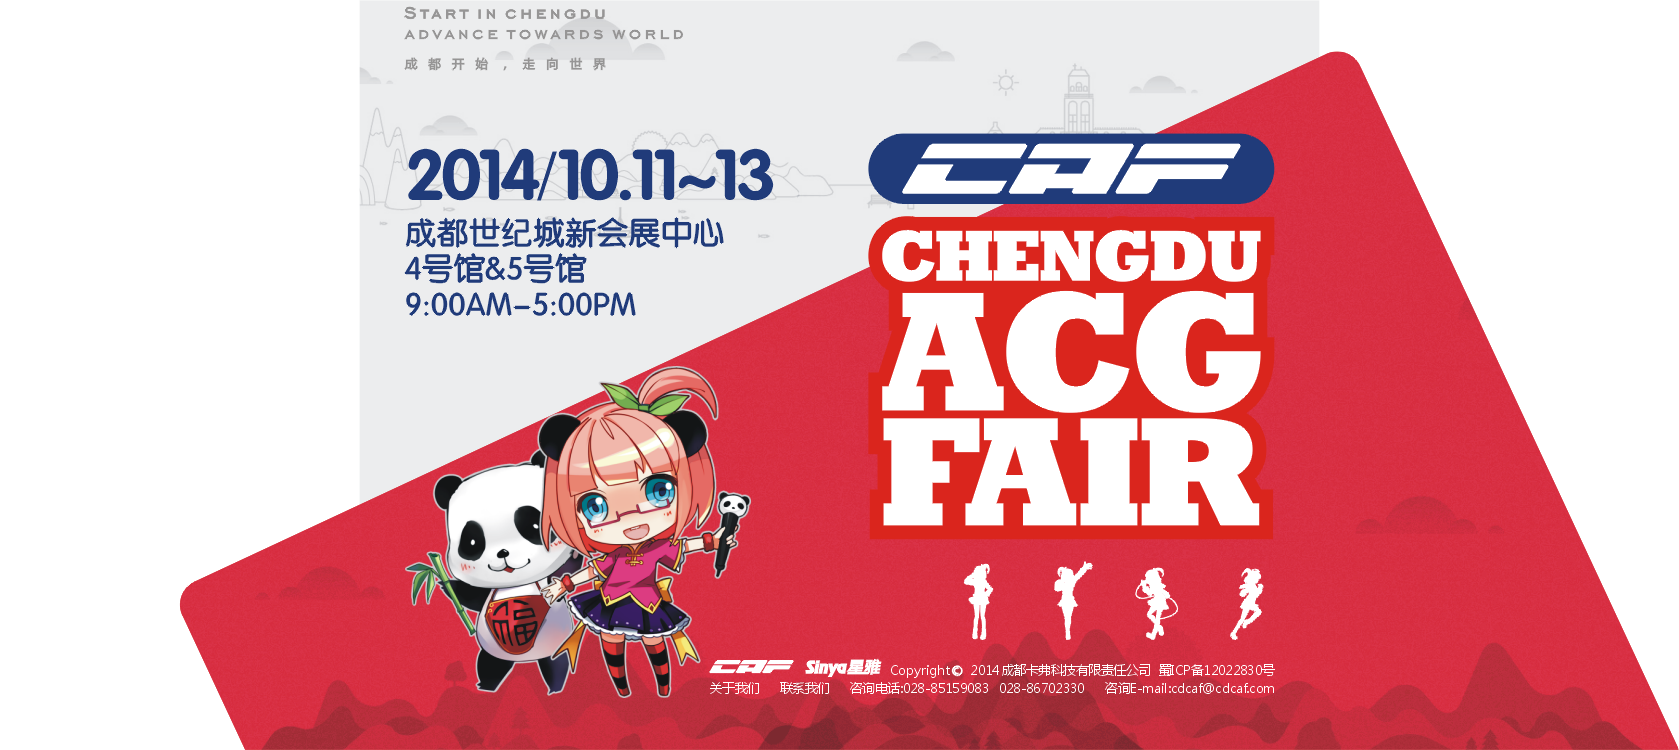 START IN CHENGDU
ADVANCE TOWARDS WORLD
成都开始，走向世界
2014/10.11~13
成都世纪城新会展中心
4号馆&5号馆
9:00AM-5:00PM
CAF
CHENGDU
ACG
FAIR
福
CAF Sinya星雅 Copyright© 2014 成都卡弗科技有限责任公司 蜀ICP备12022830号
关于我们 联系我们 咨询电话:028-85159083 028-86702330 咨询E-mail:cdcaf@cdcaf.com